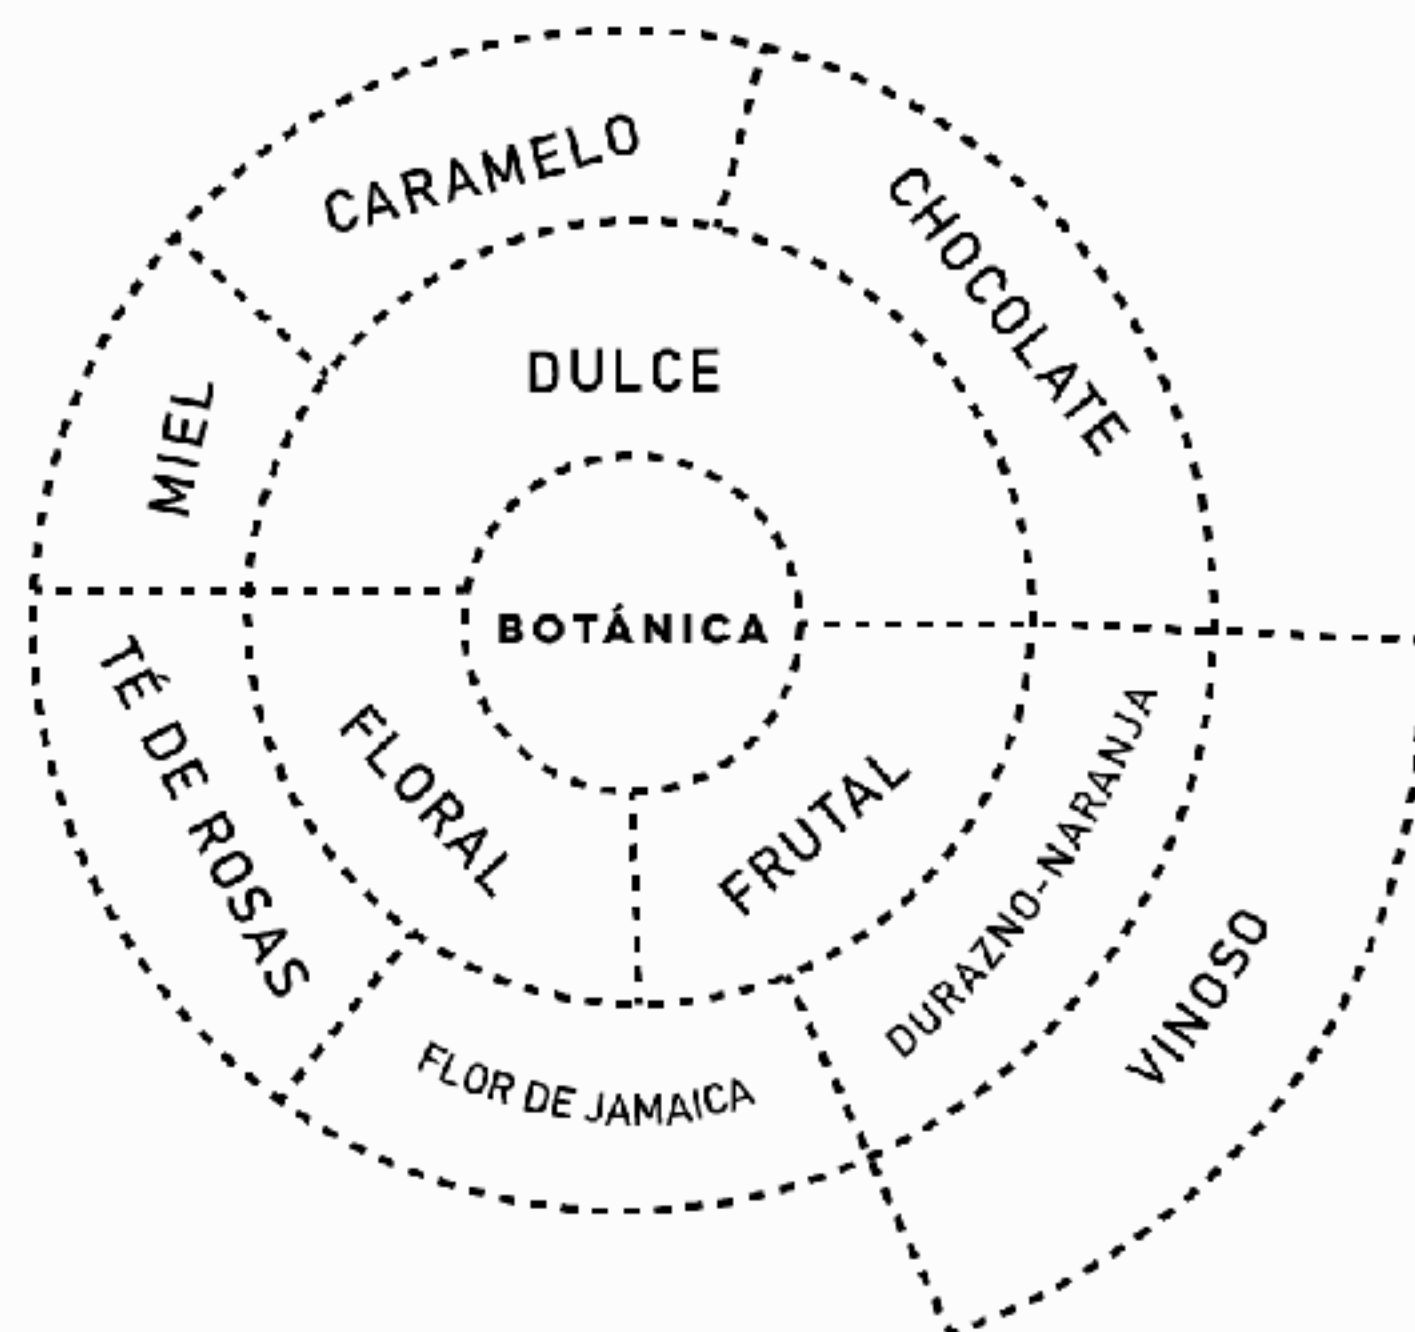 CARAMELO
CHOCOLATE
DULCE
MIEL
BOTÁNICA
TÉ DE ROSAS
FLORAL
FRUTAL
DURAZNO-NARANJA
VINOSO
FLOR DE JAMAICA